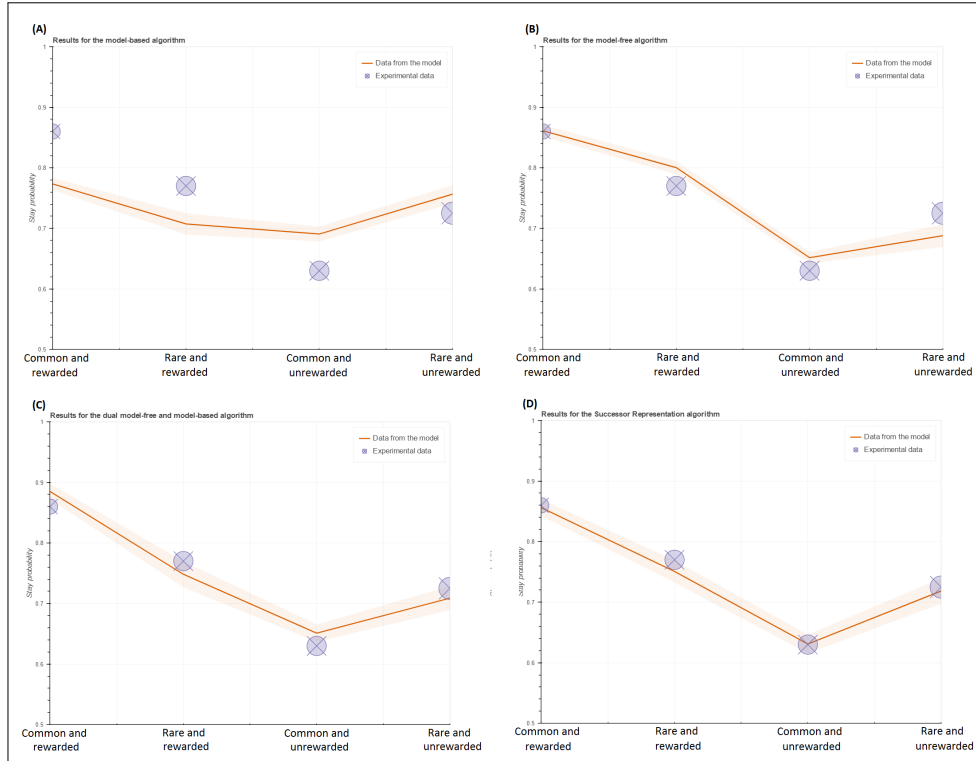 (A)
Results for the model-based algorithm
Data from the model
Experimental data
Stay probability
1
0.9
0.8
0.7
0.6
0.5
Common and rewarded
Rare and rewarded
Common and unrewarded
Rare and unrewarded
(B)
Results for the model-free algorithm
Data from the model
Experimental data
Stay probability
1
0.9
0.8
0.7
0.6
0.5
Common and rewarded
Rare and rewarded
Common and unrewarded
Rare and unrewarded
(C)
Results for the dual model-free and model-based algorithm
Data from the model
Experimental data
Stay probability
1
0.9
0.8
0.7
0.6
0.5
Common and rewarded
Rare and rewarded
Common and unrewarded
Rare and unrewarded
(D)
Results for the Successor Representation algorithm
Data from the model
Experimental data
Stay probability
1
0.9
0.8
0.7
0.6
0.5
Common and rewarded
Rare and rewarded
Common and unrewarded
Rare and unrewarded